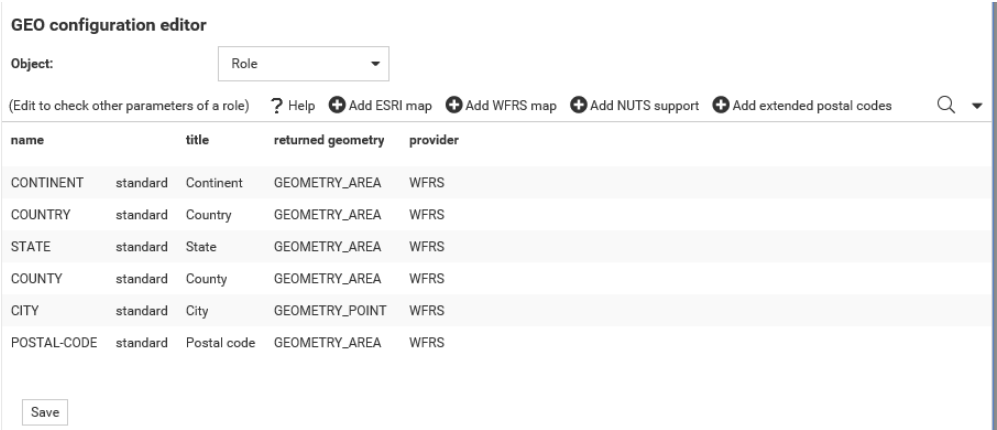 GEO configuration editor
Object: Role
(Edit to check other parameters of a role) ? Help Add ESRI map Add WFRS map Add NUTS support Add extended postal codes
name title returned geometry provider
CONTINENT standard Continent GEOMETRY_AREA WFRS
COUNTRY standard Country GEOMETRY_AREA WFRS
STATE standard State GEOMETRY_AREA WFRS
COUNTY standard County GEOMETRY_AREA WFRS
CITY standard City GEOMETRY_POINT WFRS
POSTAL-CODE standard Postal code GEOMETRY_AREA WFRS
Save